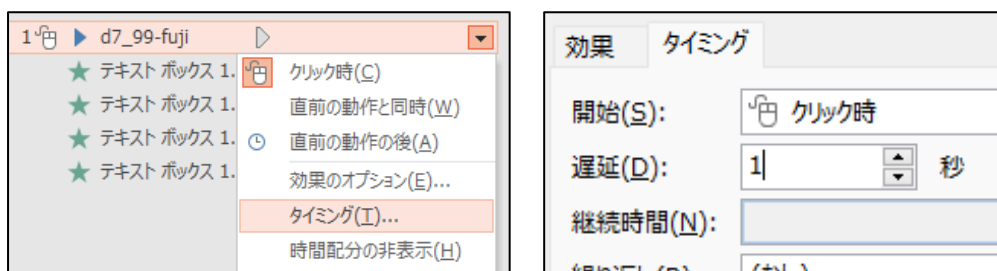 1 d7_99-fuji
テキスト ボックス 1.
テキスト ボックス 1.
テキスト ボックス 1.
テキスト ボックス 1.
クリック時(C)
直前の動作と同時(W)
直前の動作の後(A)
効果のオプション(E)...
タイミング(T)...
時間配分の非表示(H)
効果 タイミング
開始(S): クリック時
遅延(D): 1 秒
継続時間(N):